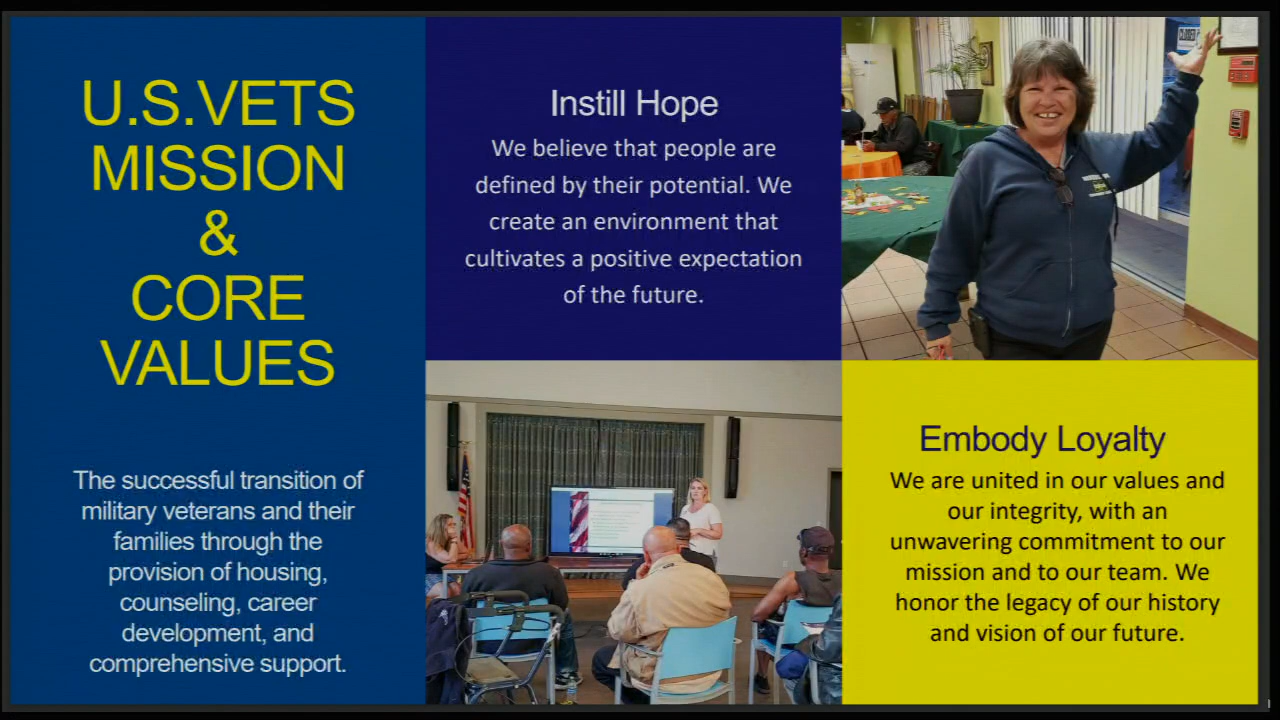 U.S.VETS
MISSION
&
CORE
VALUES
The successful transition of
military veterans and their
families through the
provision of housing,
counseling, career
development, and
comprehensive support.
Instill Hope
We believe that people are
defined by their potential. We
create an environment that
cultivates a positive expectation
of the future.
CLOSED
Embody Loyalty
We are united in our values and
our integrity, with an
unwavering commitment to our
mission and to our team. We
honor the legacy of our history
and vision of our future.